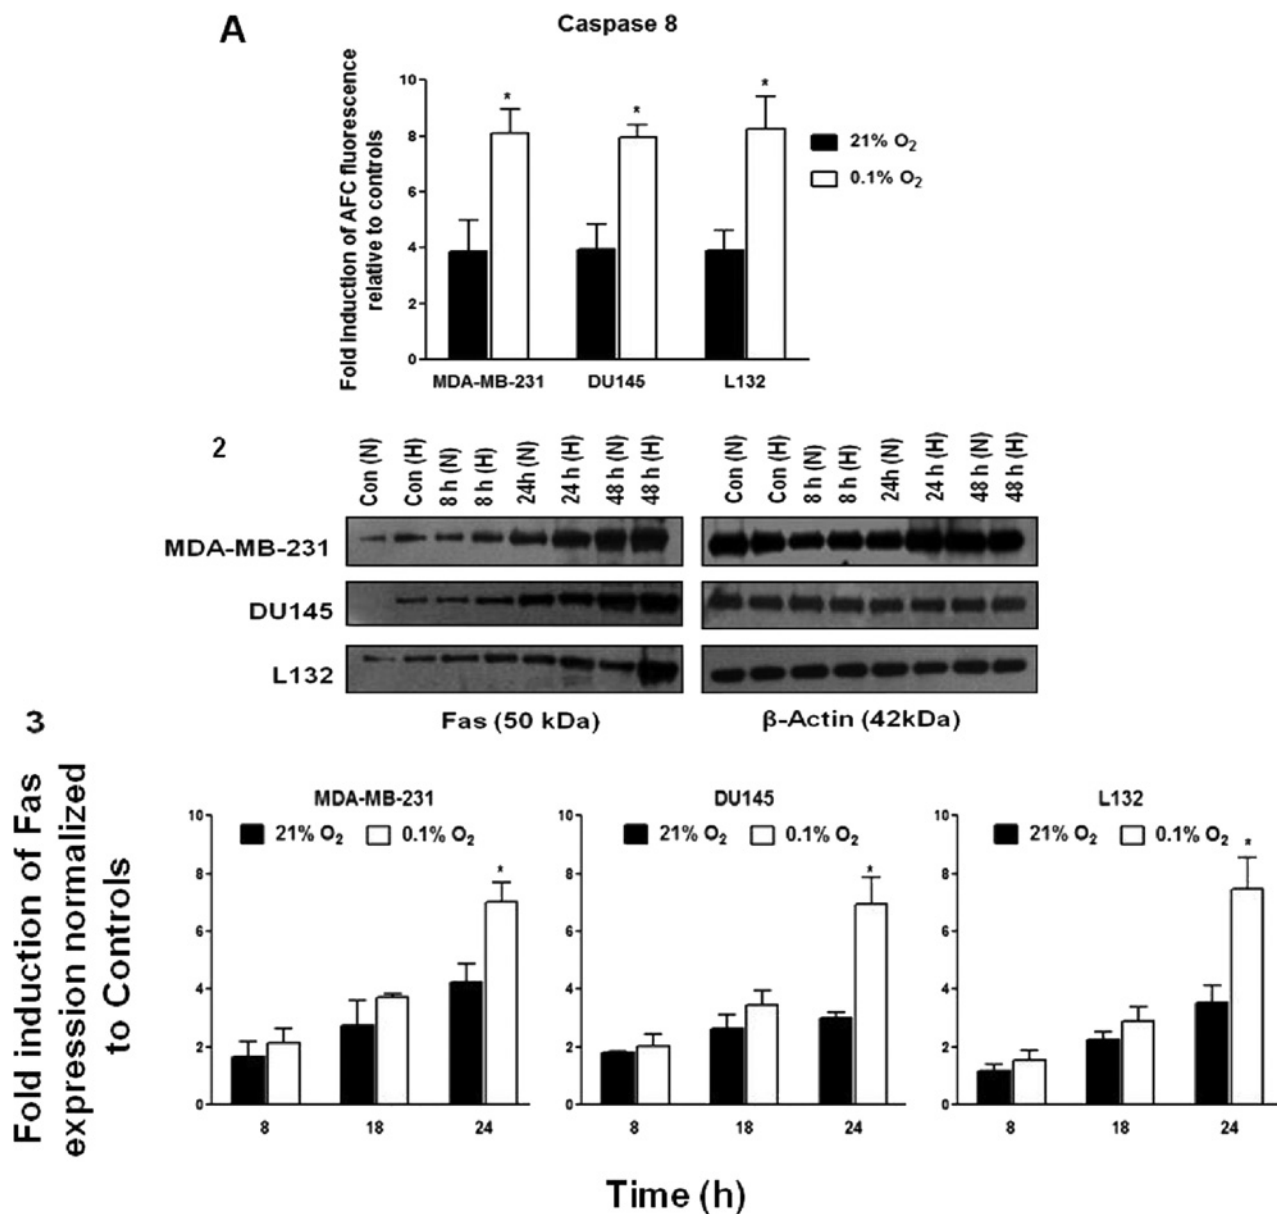 A
Caspase 8
Fold induction of AFC fluorescence
relative to controls
10
8
6
4
2
0
* * *
21% O2
0.1% O2
MDA-MB-231 DU145 L132
2
Con (N) Con (H) 8 h (N) 8 h (H) 24h (N) 24 h (H) 48 h (N) 48 h (H)
Con (N) Con (H) 8 h (N) 8 h (H) 24h (N) 24 h (H) 48 h (N) 48 h (H)
MDA-MB-231
DU145
L132
Fas (50 kDa) β-Actin (42kDa)
3
Fold induction of Fas
expression normalized
to Controls
MDA-MB-231
21% O2 0.1% O2
10
8
6
4
2
0
*
8 18 24
DU145
21% O2 0.1% O2
10
8
6
4
2
0
*
8 18 24
L132
21% O2 0.1% O2
10
8
6
4
2
0
*
8 18 24
Time (h)